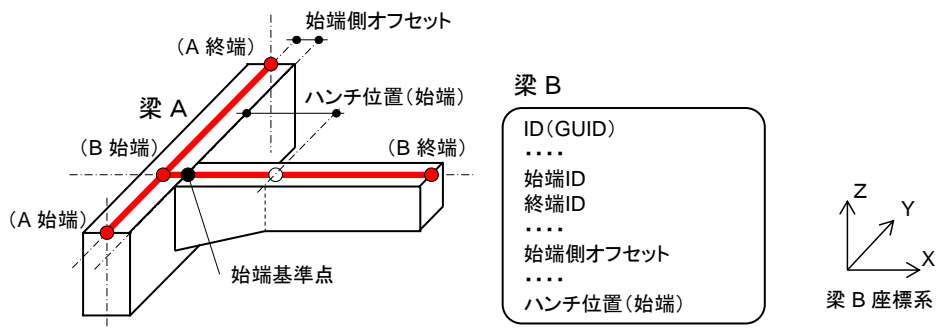 始端側オフセット
(A 終端)
ハンチ位置(始端)
梁 A
(B 始端)
(B 終端)
(A 始端)
始端基準点
梁 B
ID(GUID)
････
始端ID
終端ID
････
始端側オフセット
････
ハンチ位置(始端)
Z
Y
X
梁 B 座標系